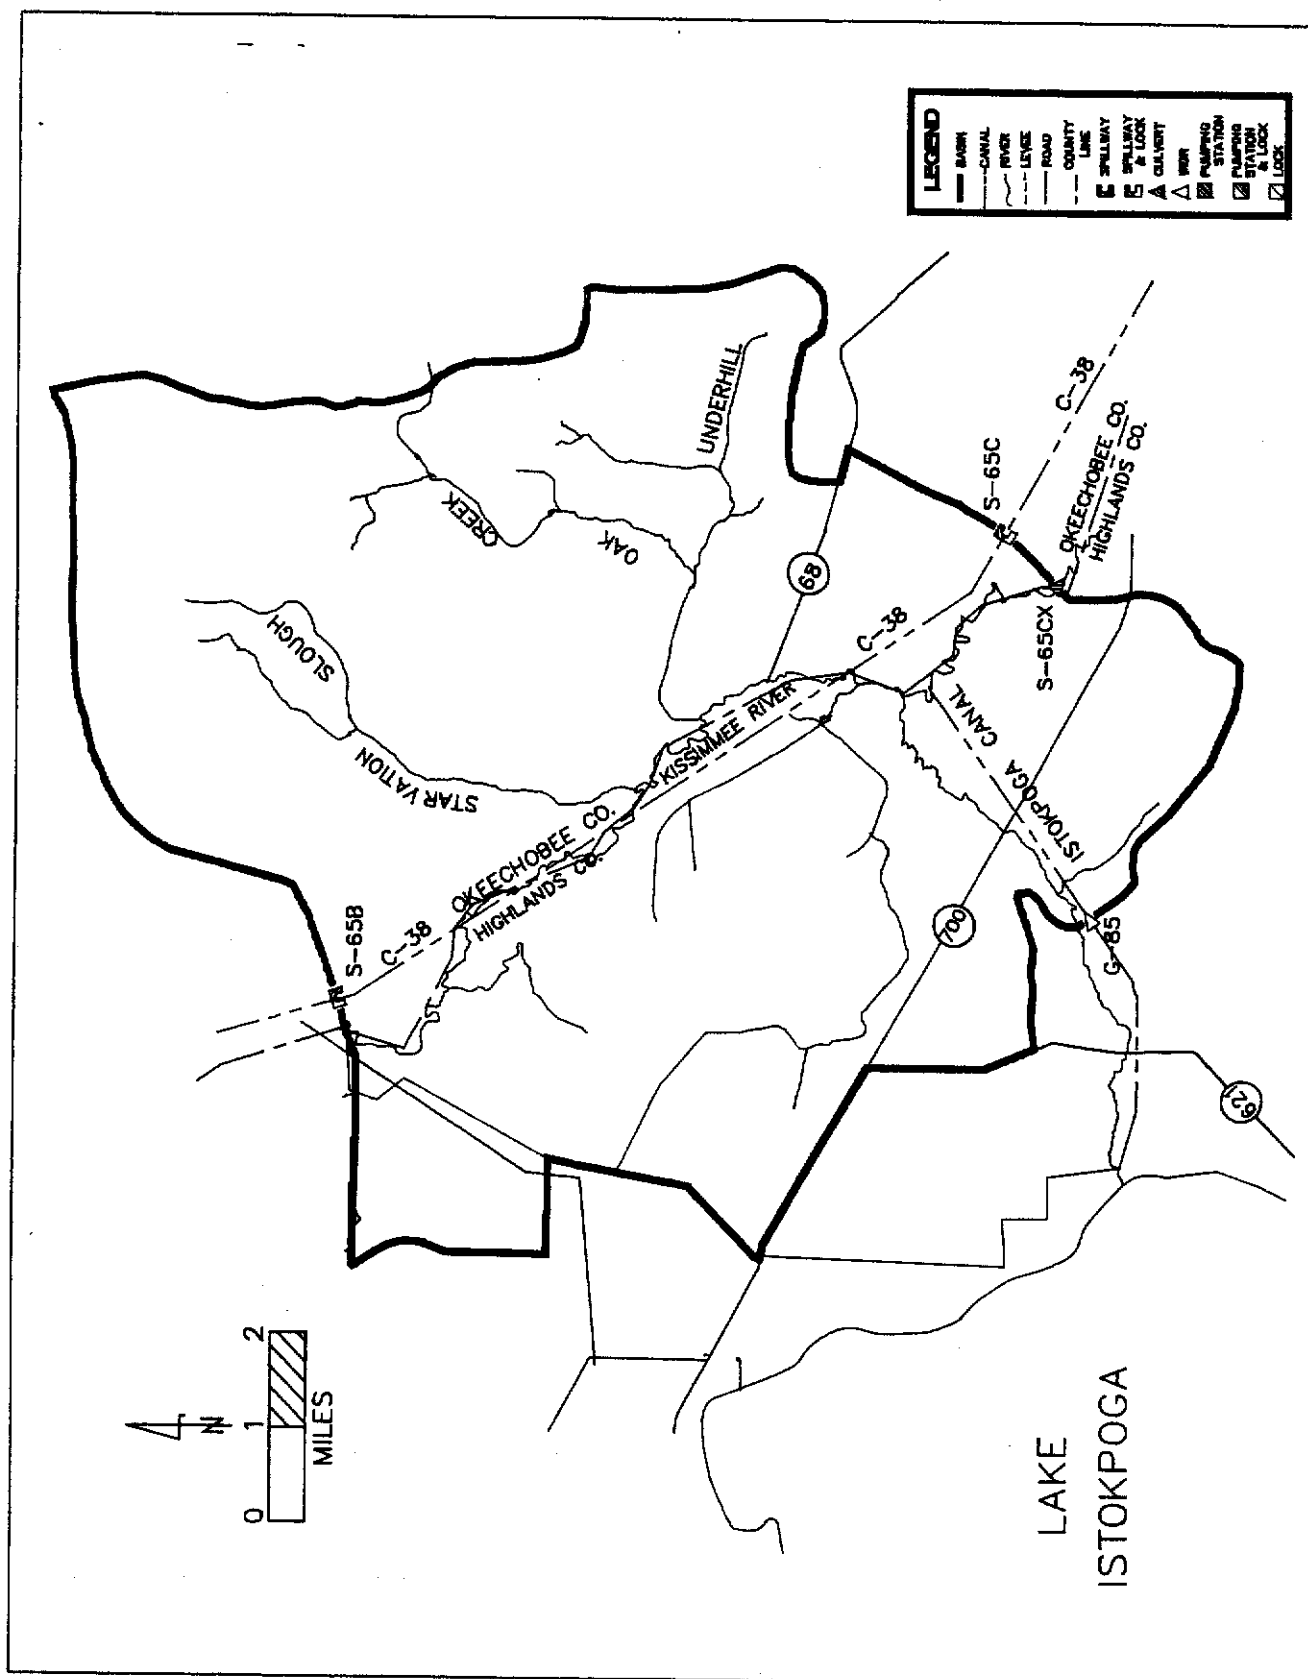 LEGEND
BASIN
CANAL
RIVER
LEVEE
ROAD
COUNTY
LINE
SPILLWAY
SPILLWAY
& LOCK
CULVERT
WEIR
PUMPING
STATION
PUMPING
STATION
& LOCK
LOCK
N
0 1 2
MILES
S-65B
C-38
OKEECHOBEE CO.
HIGHLANDS CO.
STARVATION
SLOUGH
OAK
CREEK
UNDERHILL
KISSIMMEE RIVER
68
C-38
S-65C
C-38
OKEECHOBEE CO.
HIGHLANDS CO.
S-65CX
ISTOKPOGA CANAL
700
G-85
621
LAKE
ISTOKPOGA